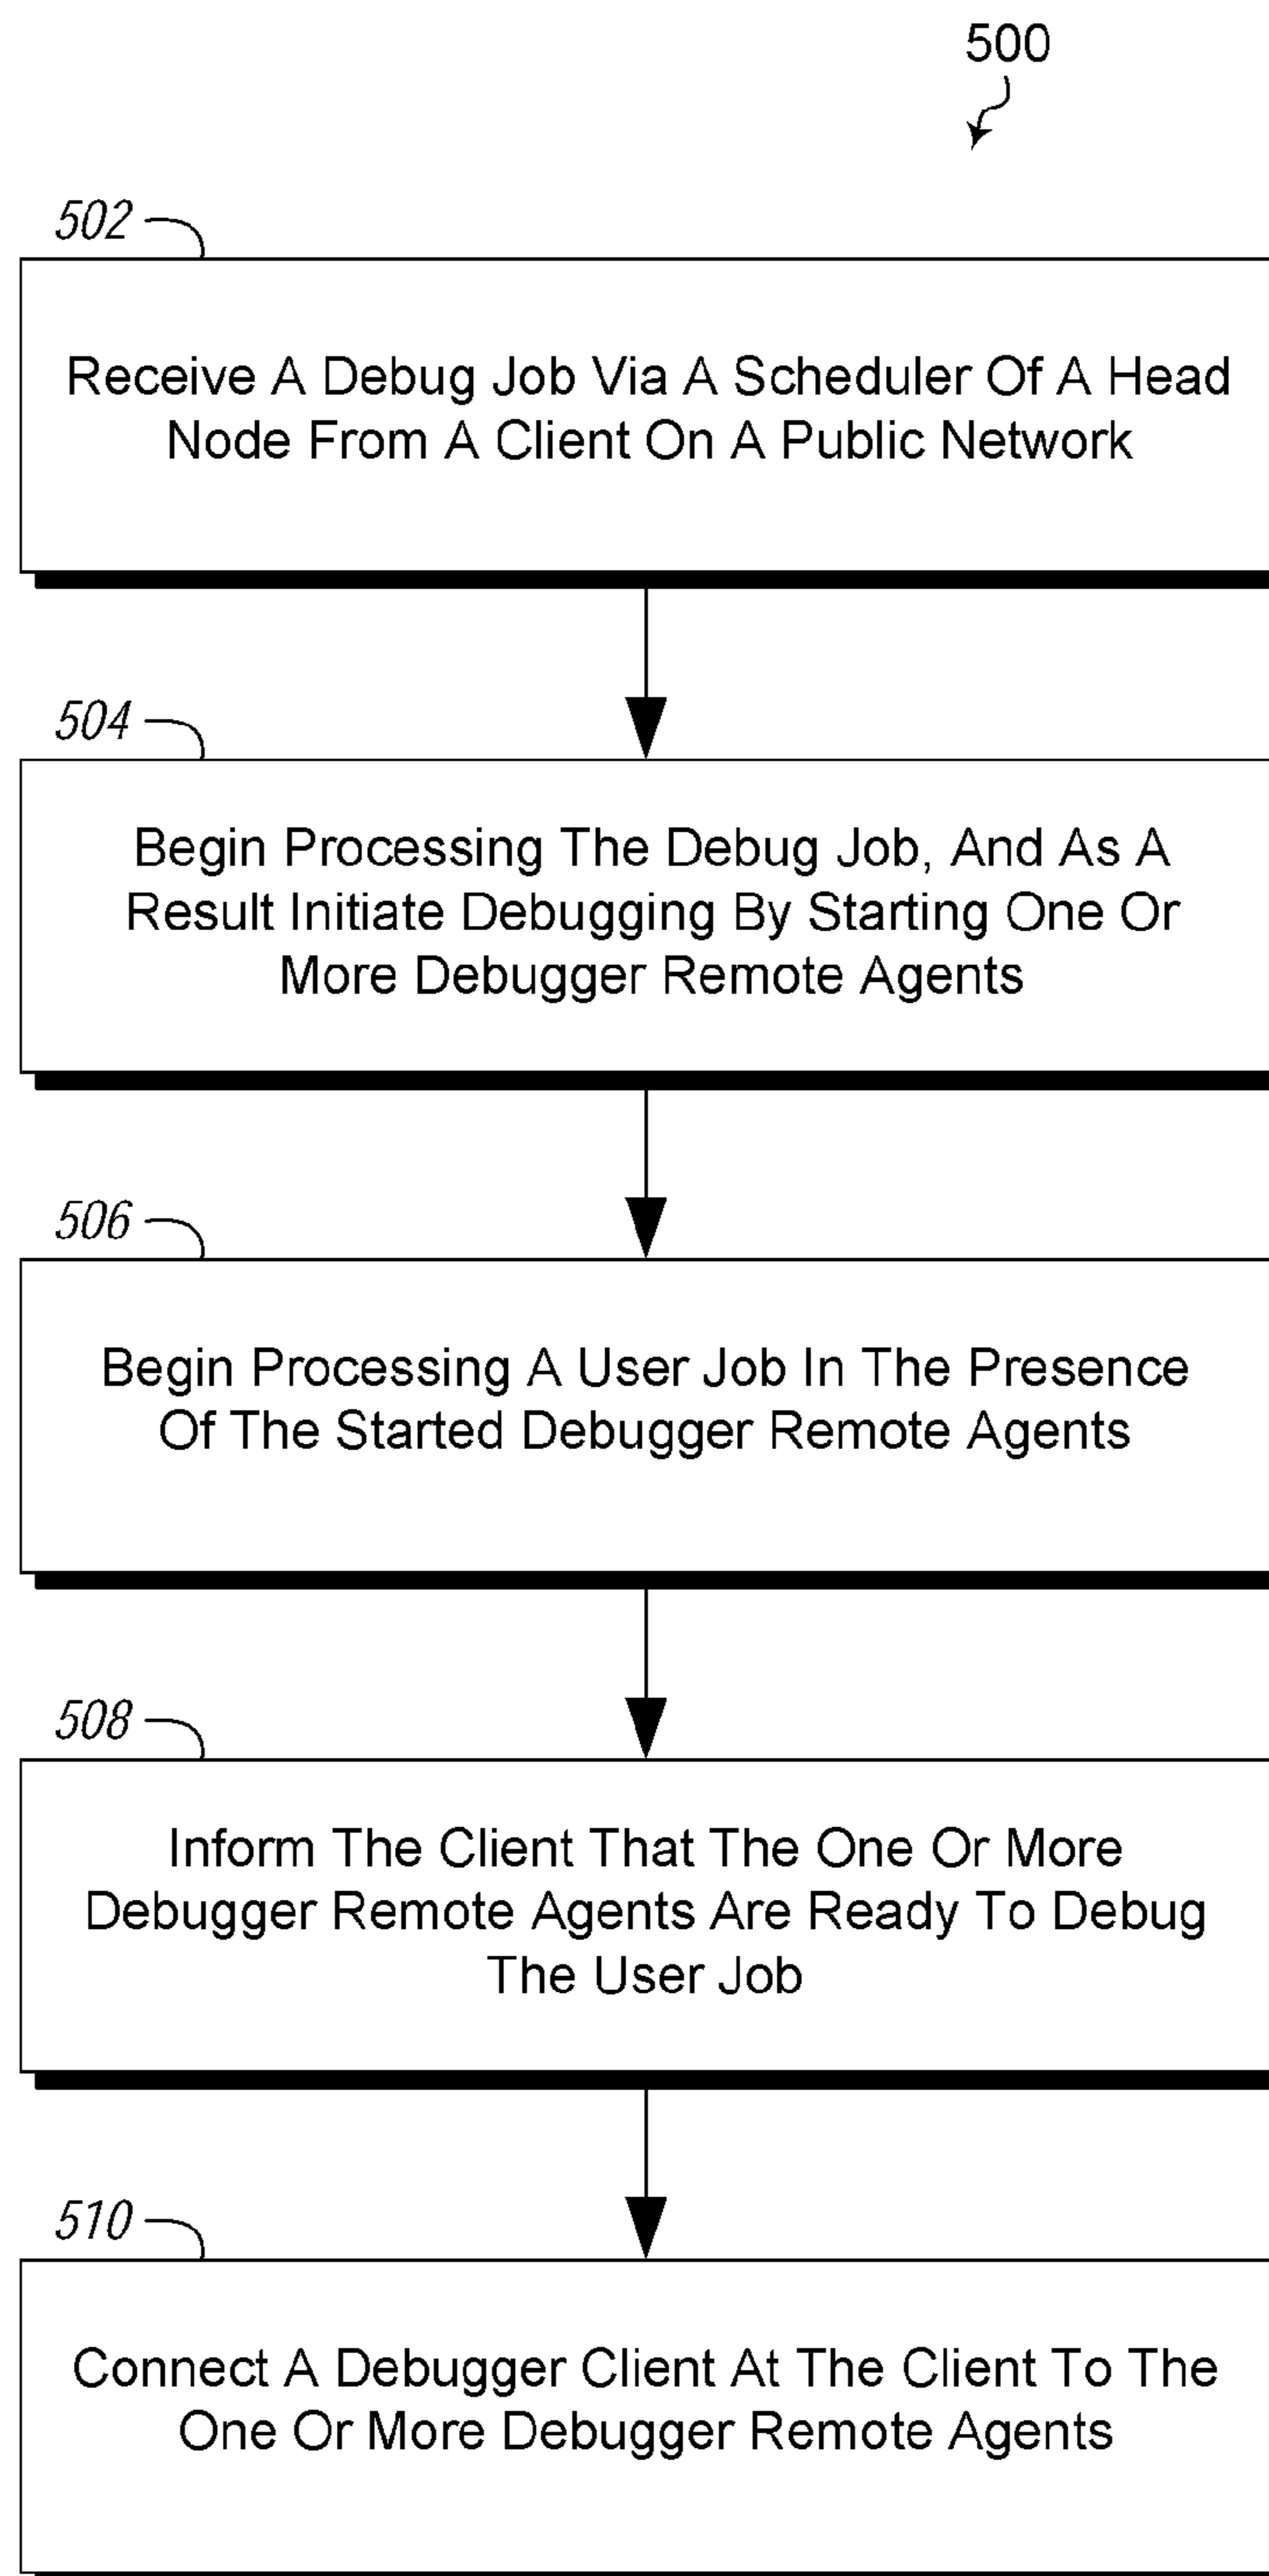 500
502
Receive A Debug Job Via A Scheduler Of A Head
Node From A Client On A Public Network
504
Begin Processing The Debug Job, And As A
Result Initiate Debugging By Starting One Or
More Debugger Remote Agents
506
Begin Processing A User Job In The Presence
Of The Started Debugger Remote Agents
508
Inform The Client That The One Or More
Debugger Remote Agents Are Ready To Debug
The User Job
510
Connect A Debugger Client At The Client To The
One Or More Debugger Remote Agents